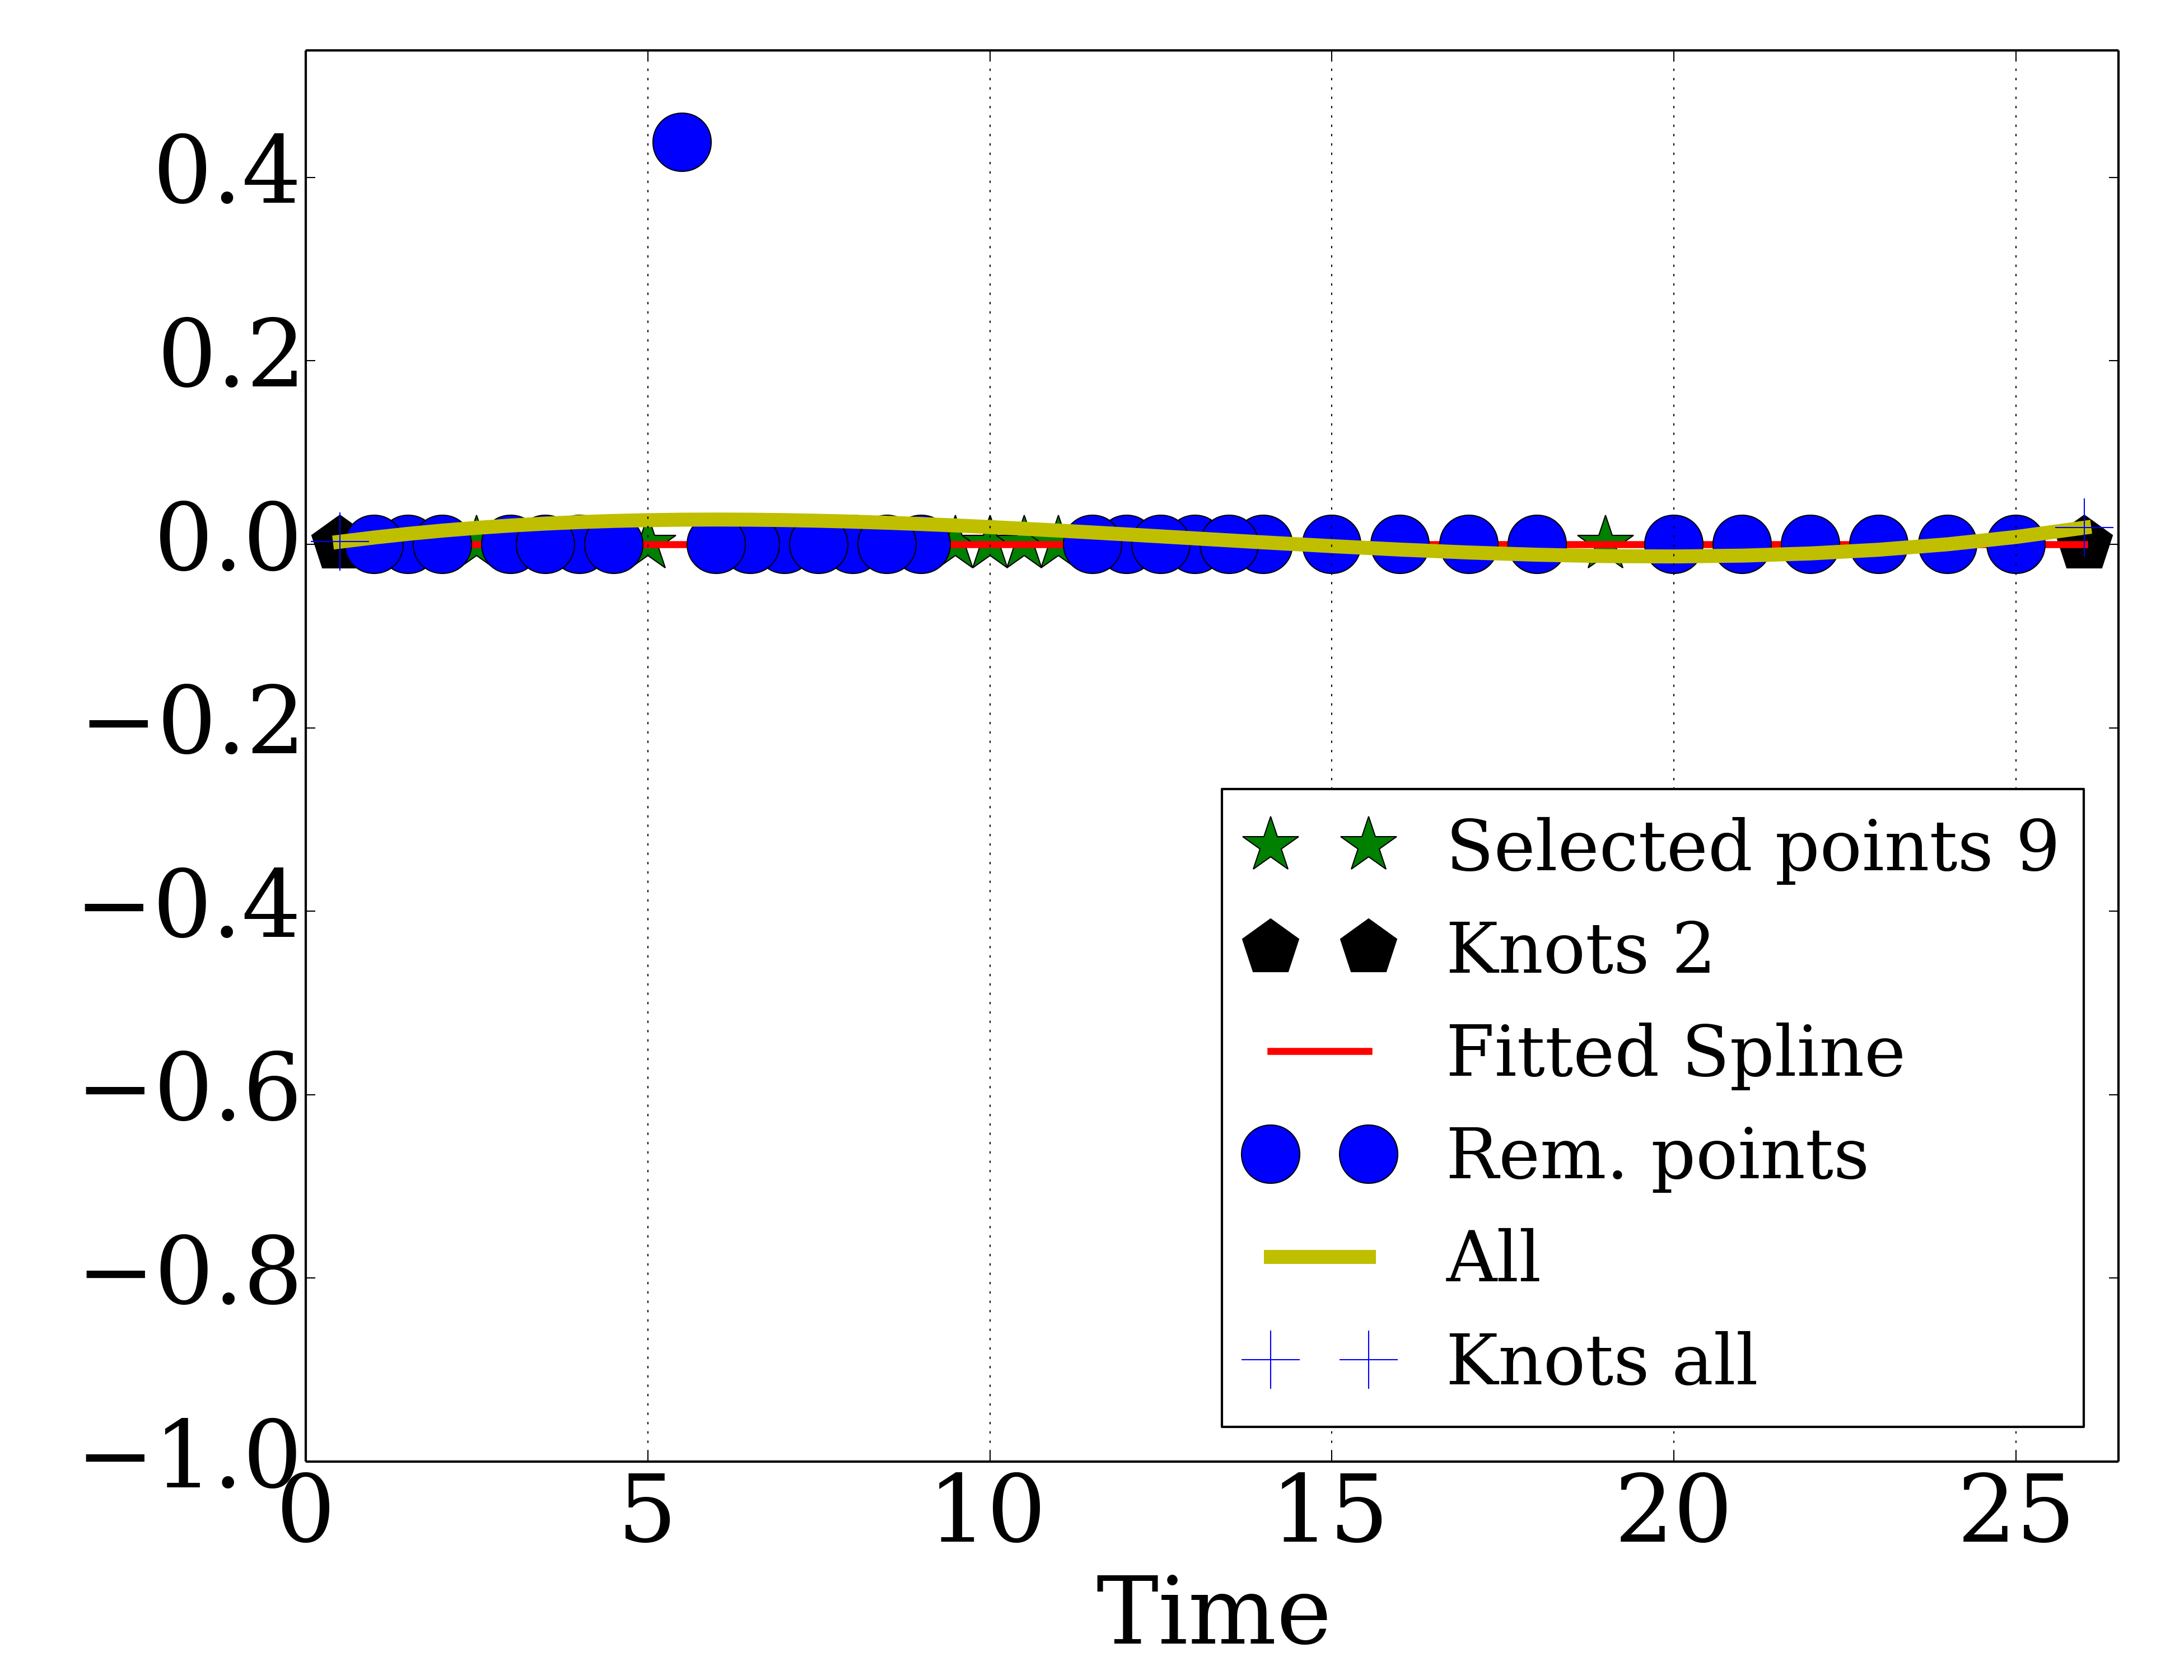 0.4
0.2
0.0
−0.2
−0.4
−0.6
−0.8
−1.0
0 5 10 15 20 25
Time
Selected points 9
Knots 2
Fitted Spline
Rem. points
All
Knots all